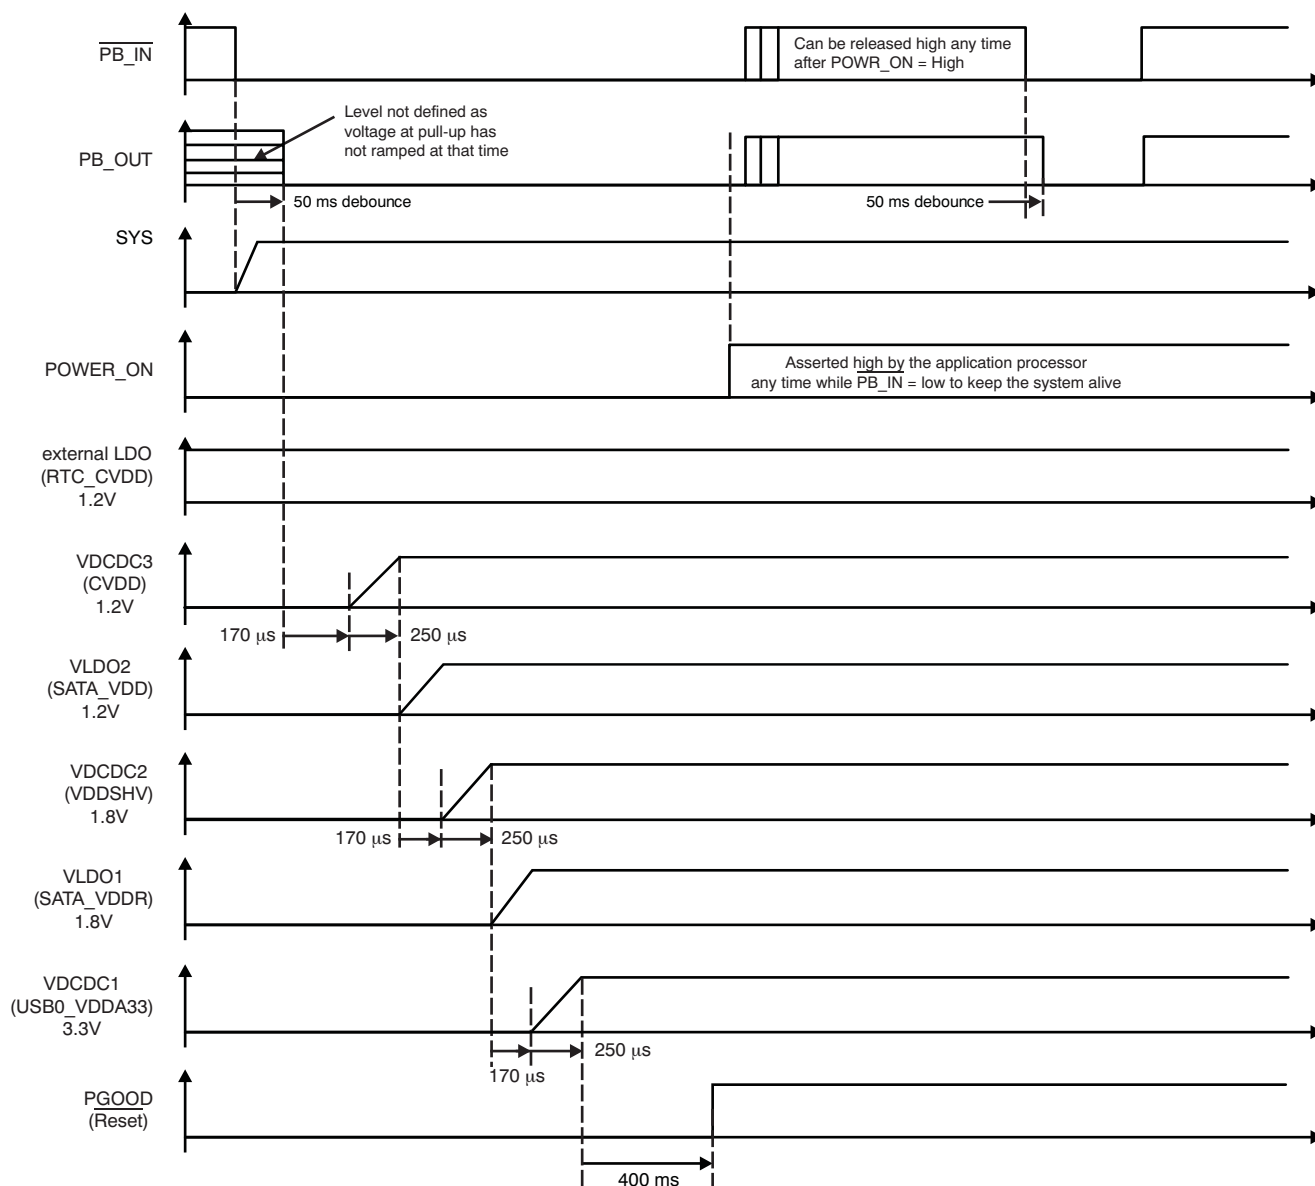 PB_IN
Can be released high any time
after POWR_ON = High
Level not defined as
voltage at pull-up has
not ramped at that time
PB_OUT
50 ms debounce
50 ms debounce
SYS
POWER_ON
Asserted high by the application processor
any time while PB_IN = low to keep the system alive
external LDO
(RTC_CVDD)
1.2V
VDCDC3
(CVDD)
1.2V
170 µs
250 µs
VLDO2
(SATA_VDD)
1.2V
VDCDC2
(VDDSHV)
1.8V
170 µs
250 µs
VLDO1
(SATA_VDDR)
1.8V
VDCDC1
(USB0_VDDA33)
3.3V
250 µs
170 µs
PGOOD
(Reset)
400 ms